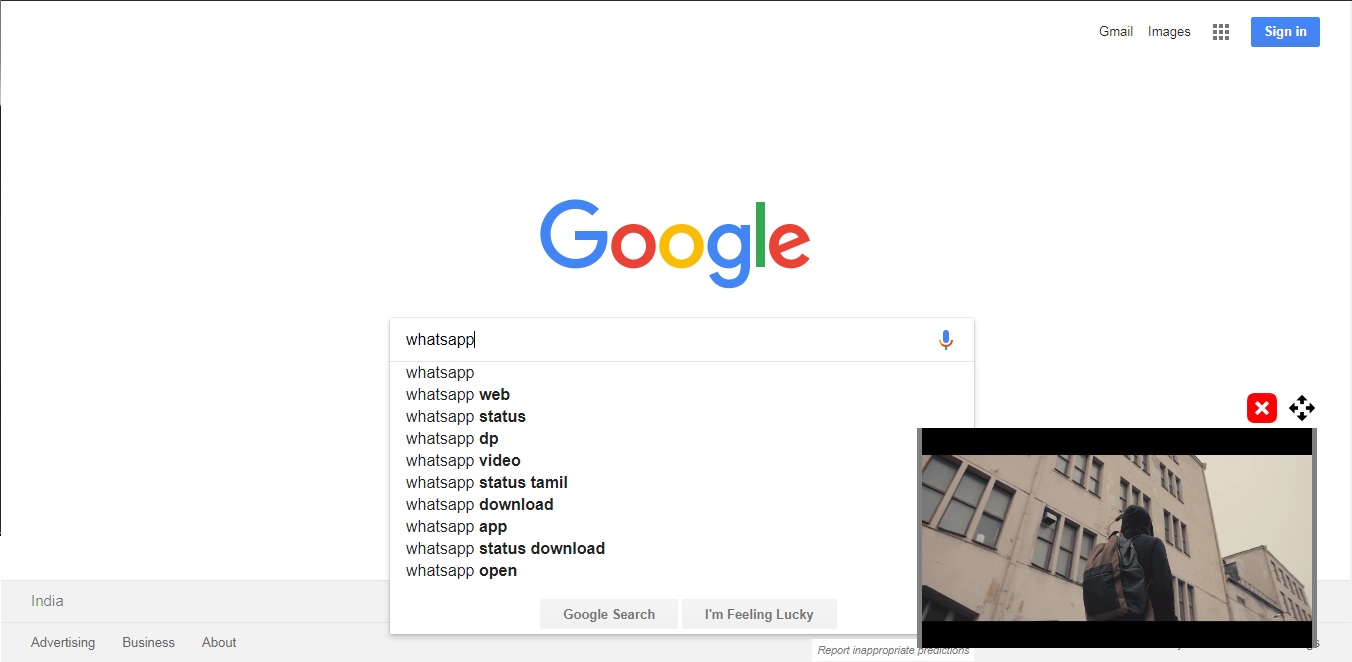 Gmail Images Sign in
Google
whatsapp
whatsapp
whatsapp web
whatsapp status
whatsapp dp
whatsapp video
whatsapp status tamil
whatsapp download
whatsapp app
whatsapp status download
whatsapp open
Google Search I'm Feeling Lucky
India
Advertising Business About
Report inappropriate predictions